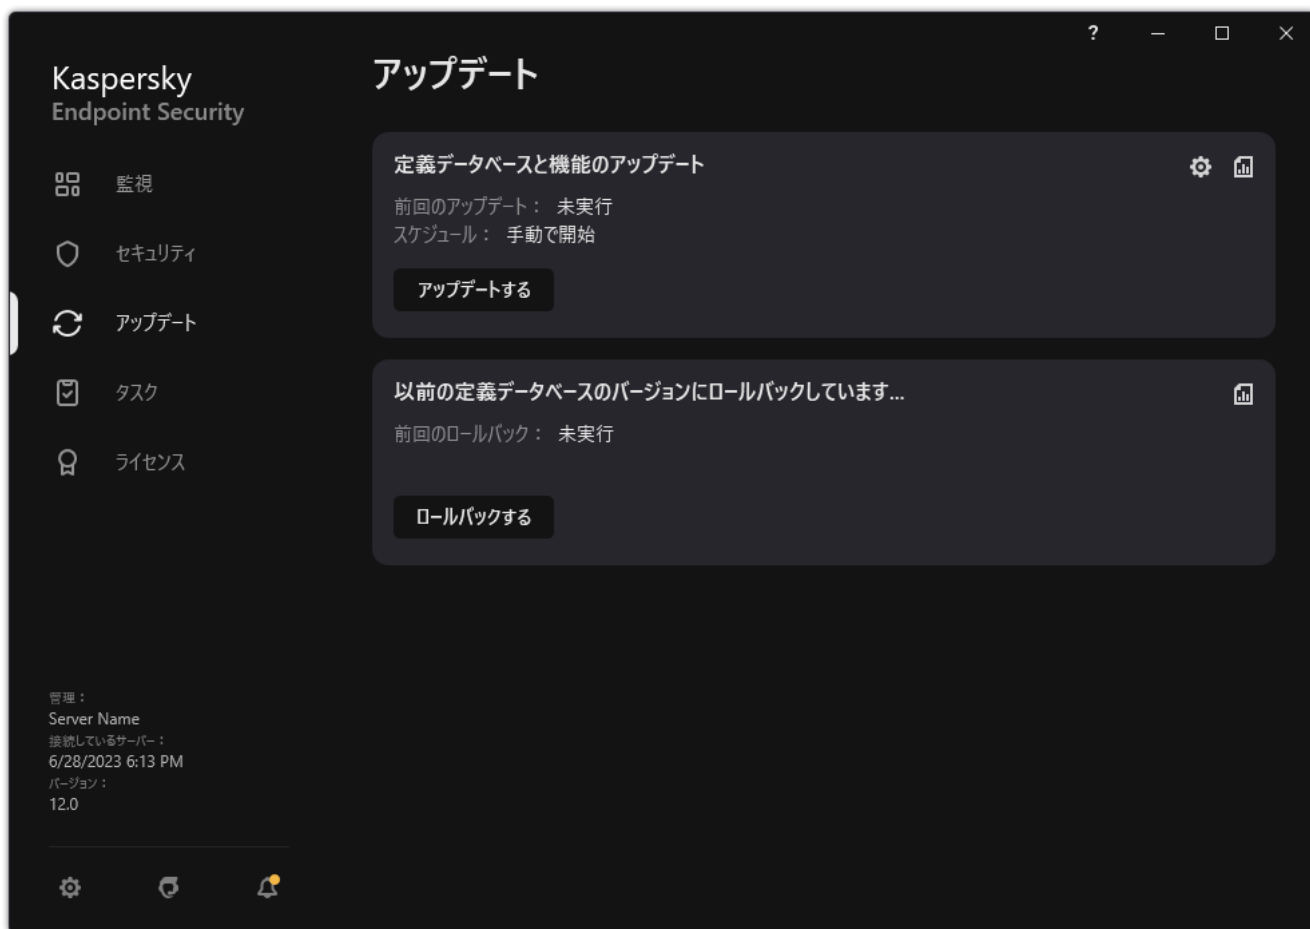 ?
Kaspersky
Endpoint Security
監視
セキュリティ
アップデート
タスク
ライセンス
管理：
Server Name
接続しているサーバー：
6/28/2023 6:13 PM
バージョン：
12.0
アップデート
定義データベースと機能のアップデート
前回のアップデート： 未実行
スケジュール： 手動で開始
アップデートする
以前の定義データベースのバージョンにロールバックしています...
前回のロールバック： 未実行
ロールバックする